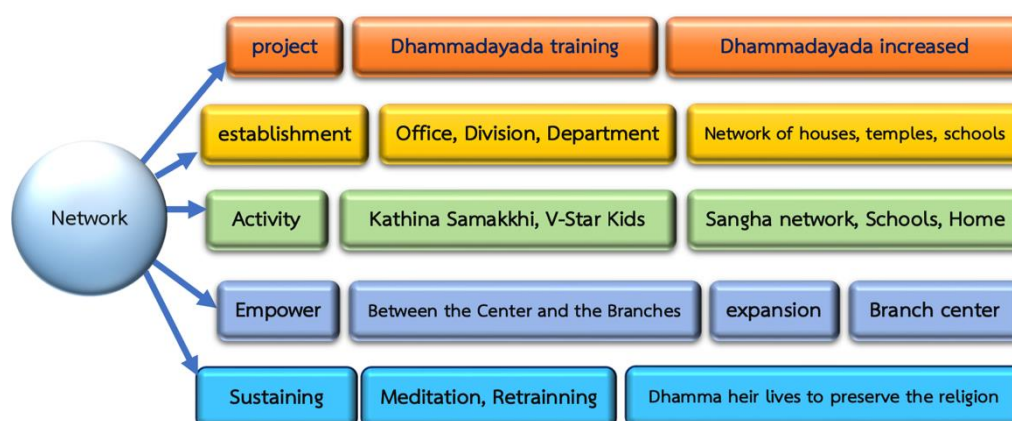 project
Dhammadayada training
Dhammadayada increased
establishment
Office, Division, Department
Network of houses, temples, schools
Network
Activity
Kathina Samakkhi, V-Star Kids
Sangha network, Schools, Home
Empower
Between the Center and the Branches
expansion
Branch center
Sustaining
Meditation, Retrainning
Dhamma heir lives to preserve the religion